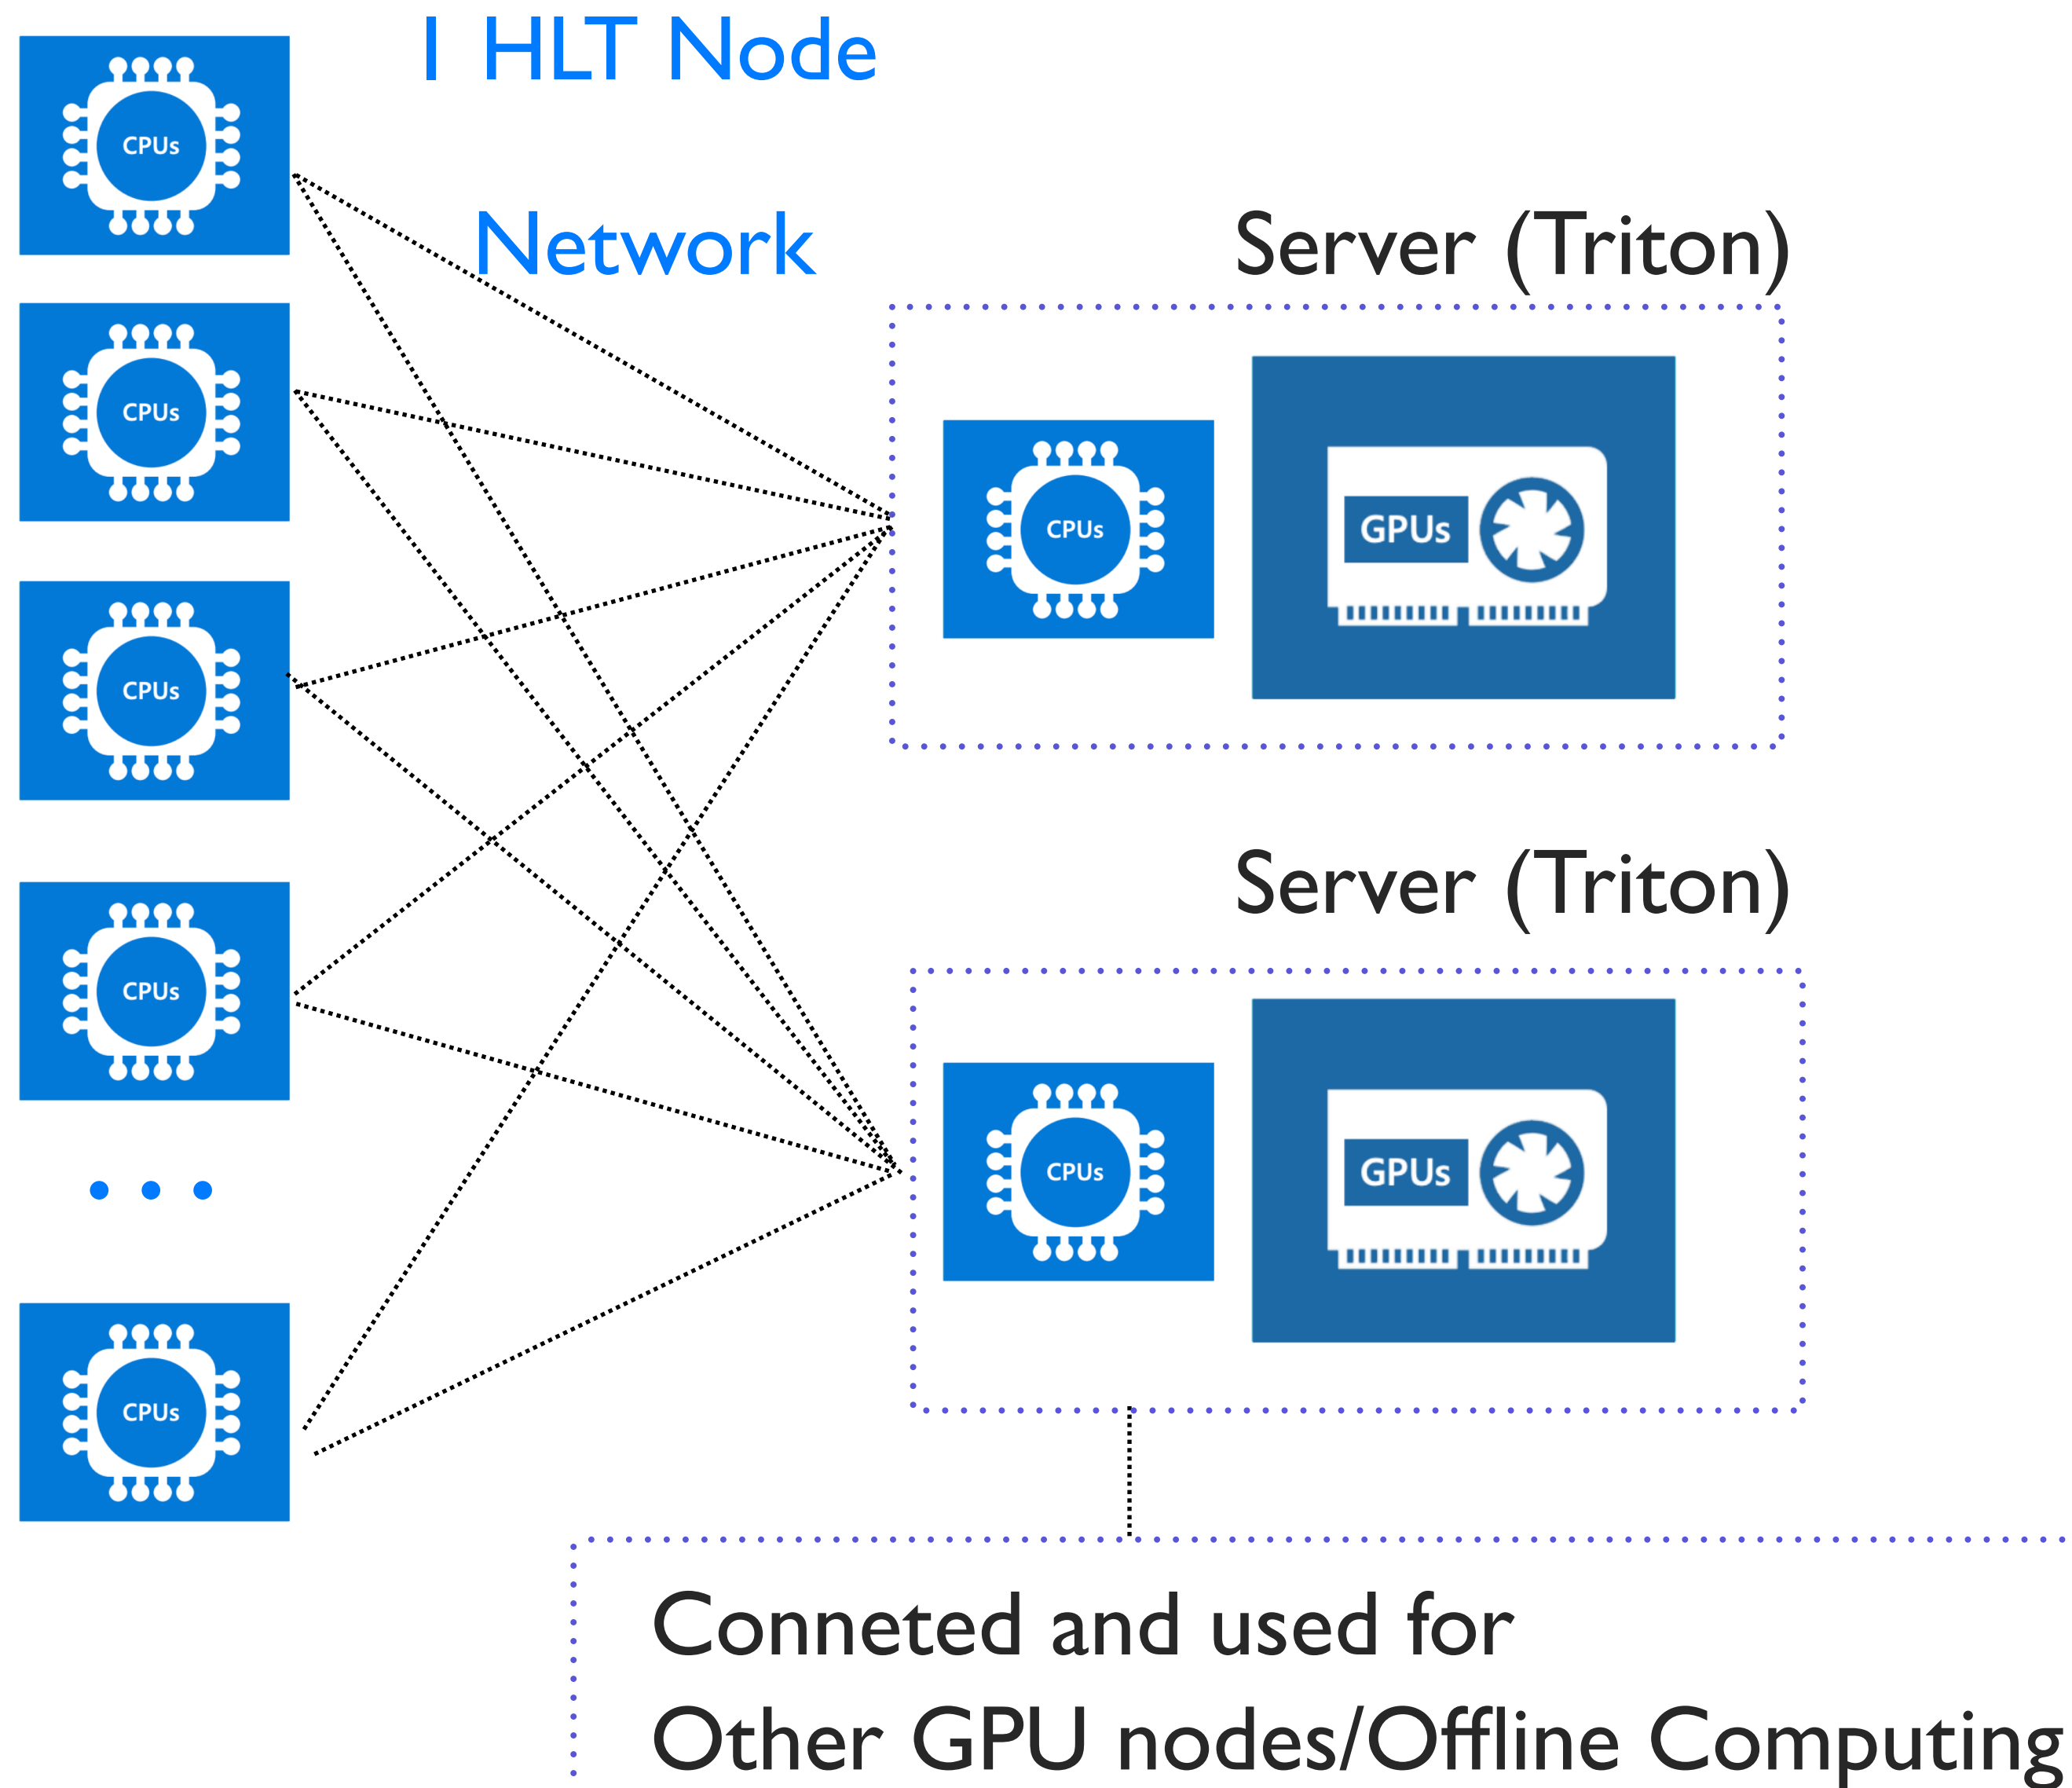 1 HLT Node
CPUs
Network
Server (Triton)
CPUs
CPUs
GPUs
CPUs
Server (Triton)
CPUs
CPUs
GPUs
CPUs
Conneted and used for
Other GPU nodes/Offline Computing